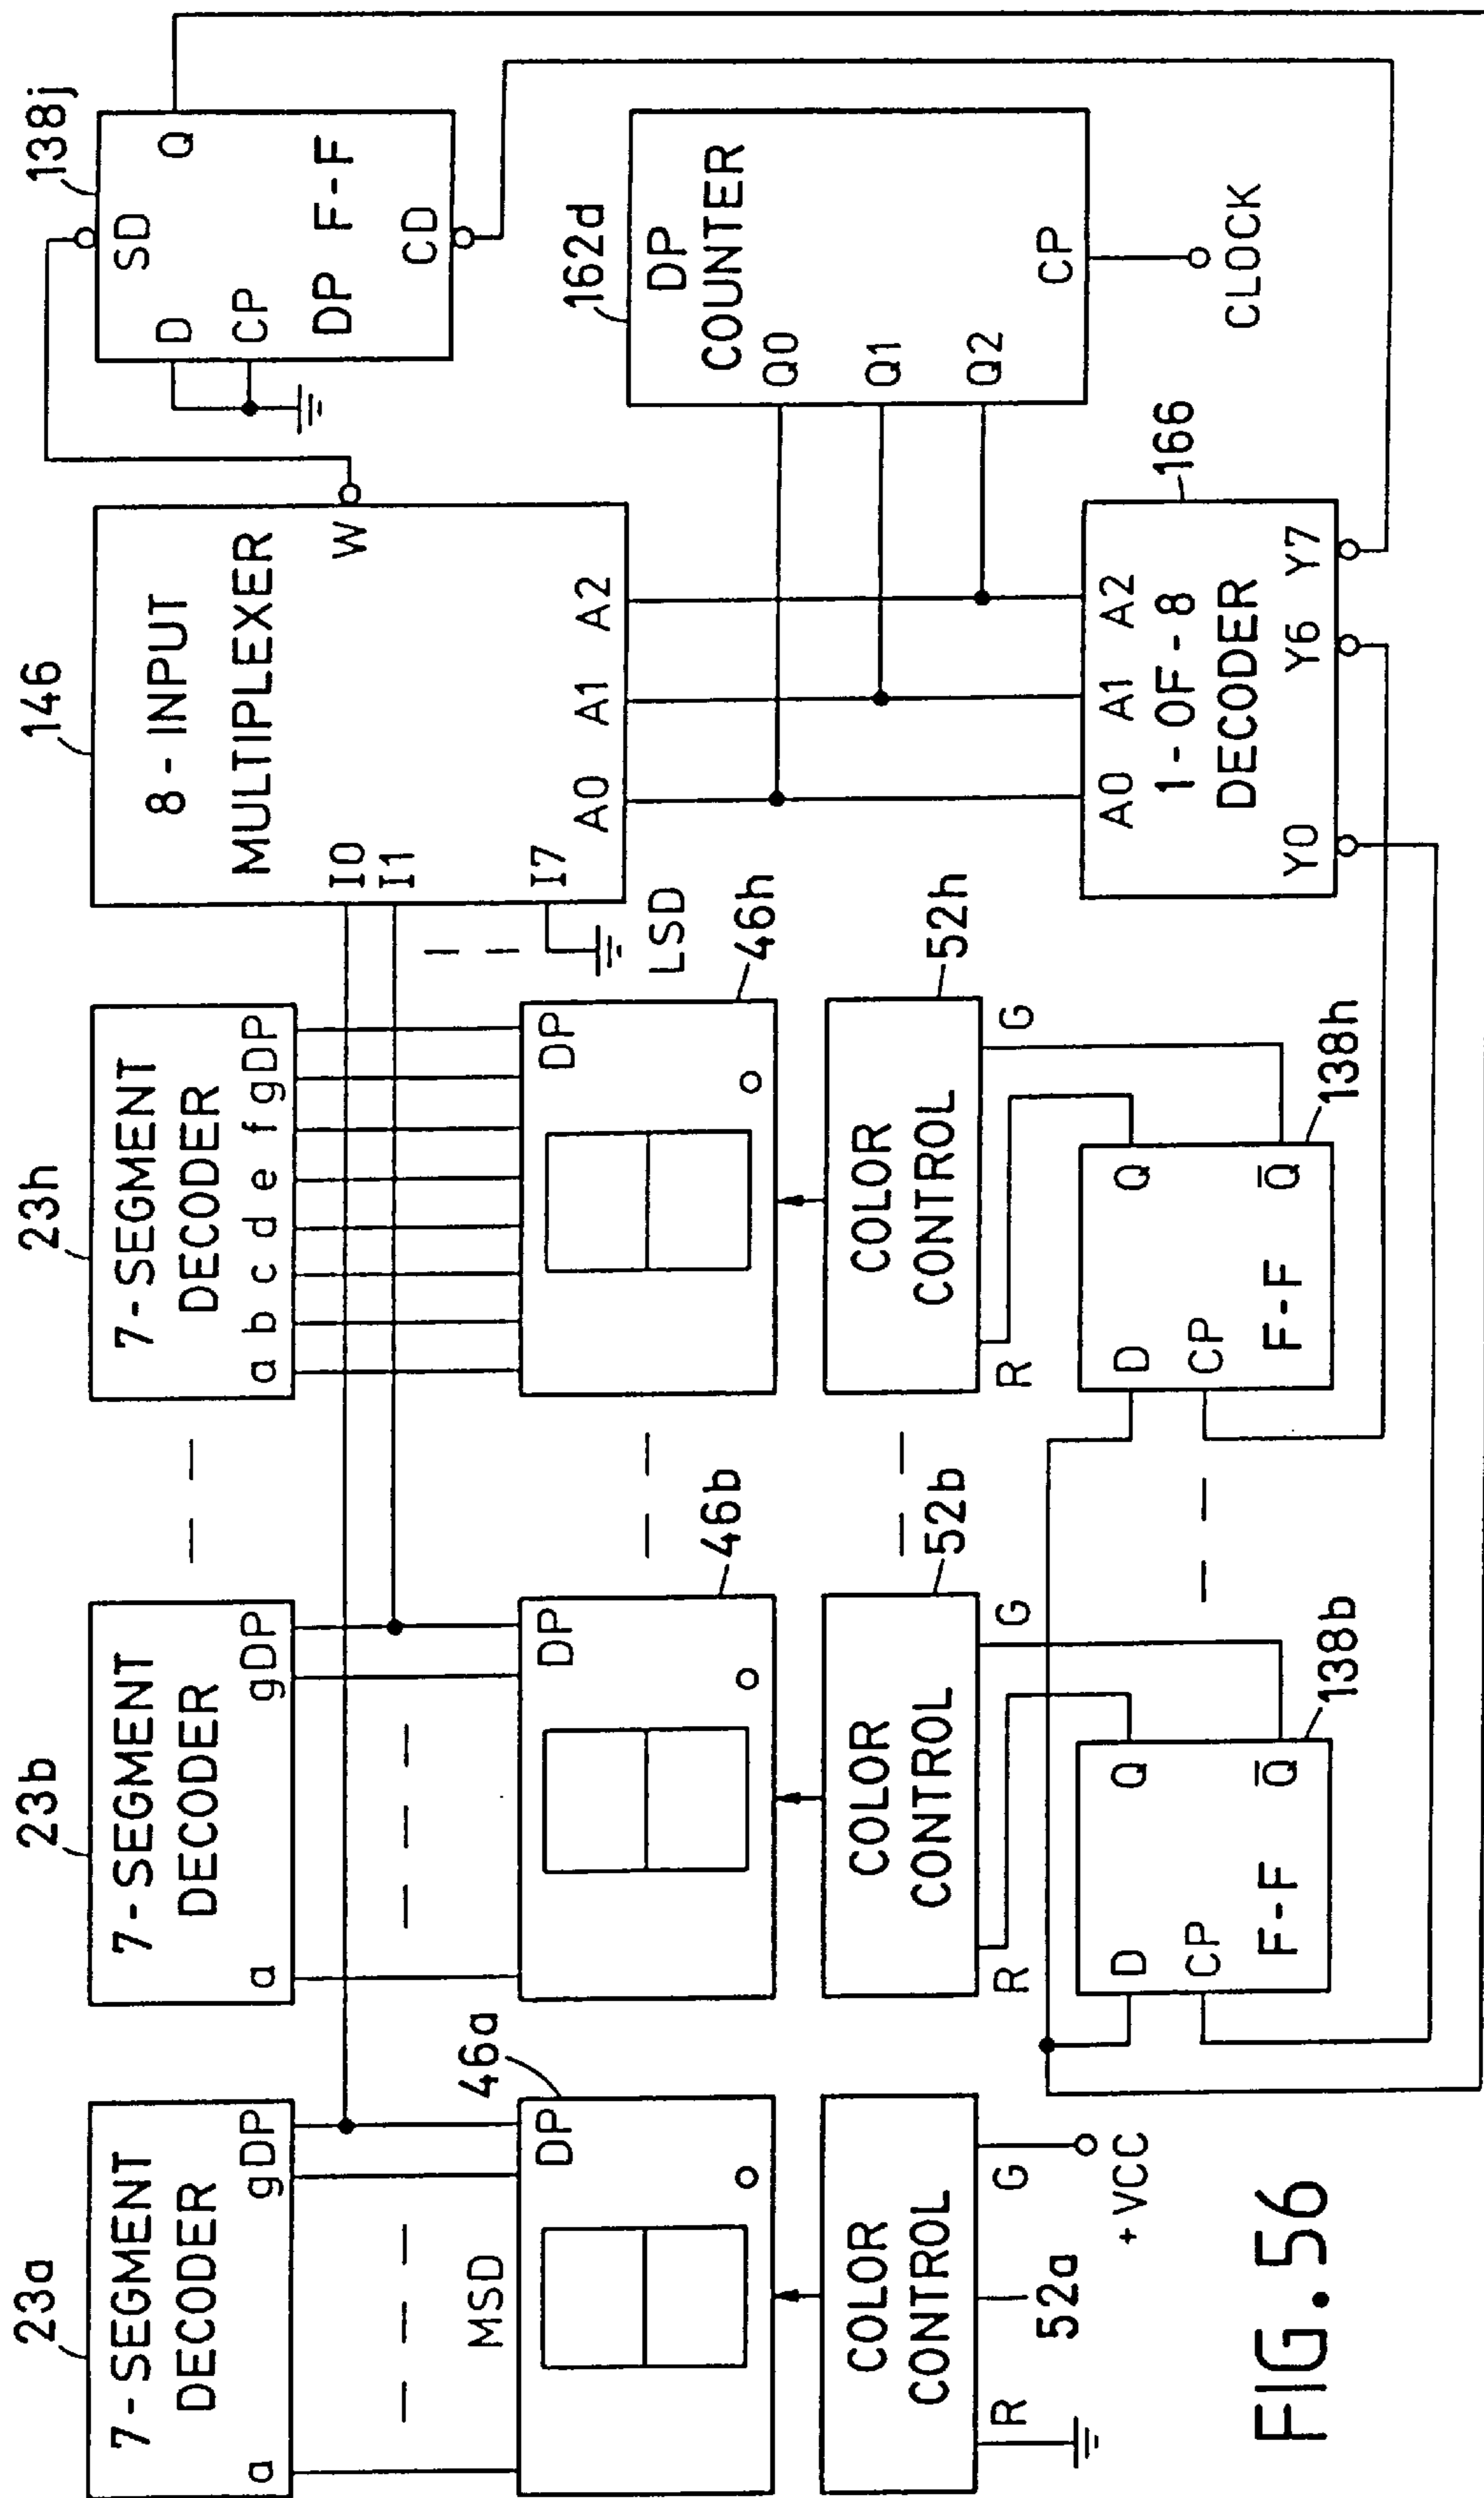 23a
7-SEGMENT
DECODER
a
gDP
23b
7-SEGMENT
DECODER
a
gDP
23h
7-SEGMENT
DECODER
a b c d e f gDP
146
8-INPUT
MULTIPLEXER
I0
I1
I7
W
A0 A1 A2
138j
SD
D
Q
CP
DP F-F
CD
MSD
46a
DP
46b
DP
LSD
46h
DP
162d
DP
COUNTER
Q0
Q1
Q2
CP
CLOCK
COLOR
CONTROL
R
G
52a
+VCC
COLOR
CONTROL
52b
R
G
COLOR
CONTROL
52h
R
G
166
A0 A1 A2
1-OF-8
DECODER
Y0 Y6 Y7
D
Q
CP
Q̅
F-F
138b
D
Q
CP
Q̅
F-F
138h
FIG.56